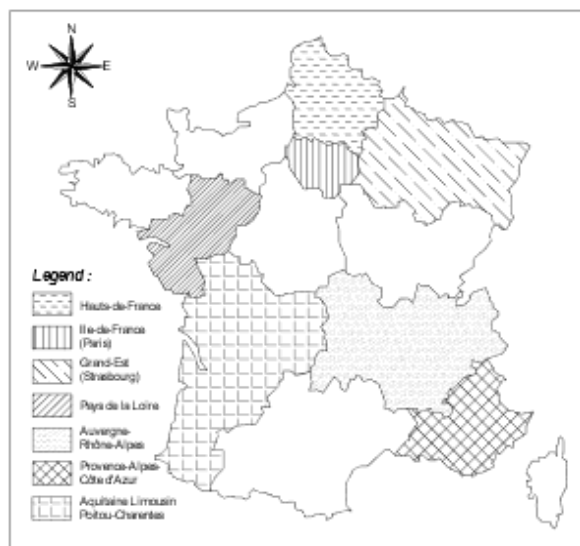 N
W E
S
Legend :
Hauts-de-France
Ile-de-France
(Paris)
Grand-Est
(Strasbourg)
Pays de la Loire
Auvergne-
Rhône-Alpes
Provence-Alpes-
Côte d'Azur
Aquitaine Limousin
Poitou-Charentes